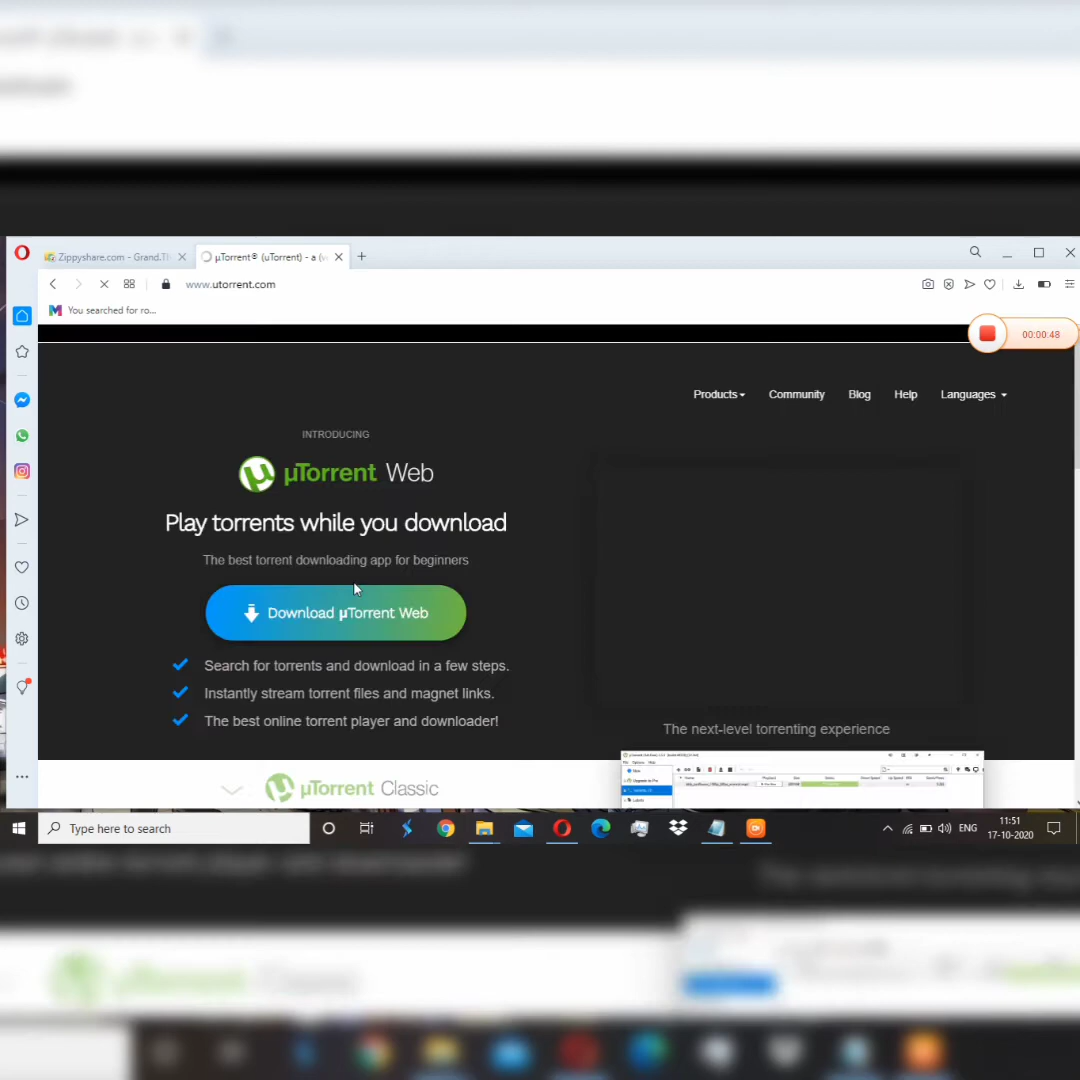 Zippyshare.com - Grand.Th
µTorrent® (uTorrent) - a (v
www.utorrent.com
You searched for ro...
00:00:48
Products
Community
Blog
Help
Languages
INTRODUCING
µTorrent Web
Play torrents while you download
The best torrent downloading app for beginners
Download µTorrent Web
Search for torrents and download in a few steps.
Instantly stream torrent files and magnet links.
The best online torrent player and downloader!
The next-level torrenting experience
µTorrent Classic
Type here to search
ENG
11:51
17-10-2020